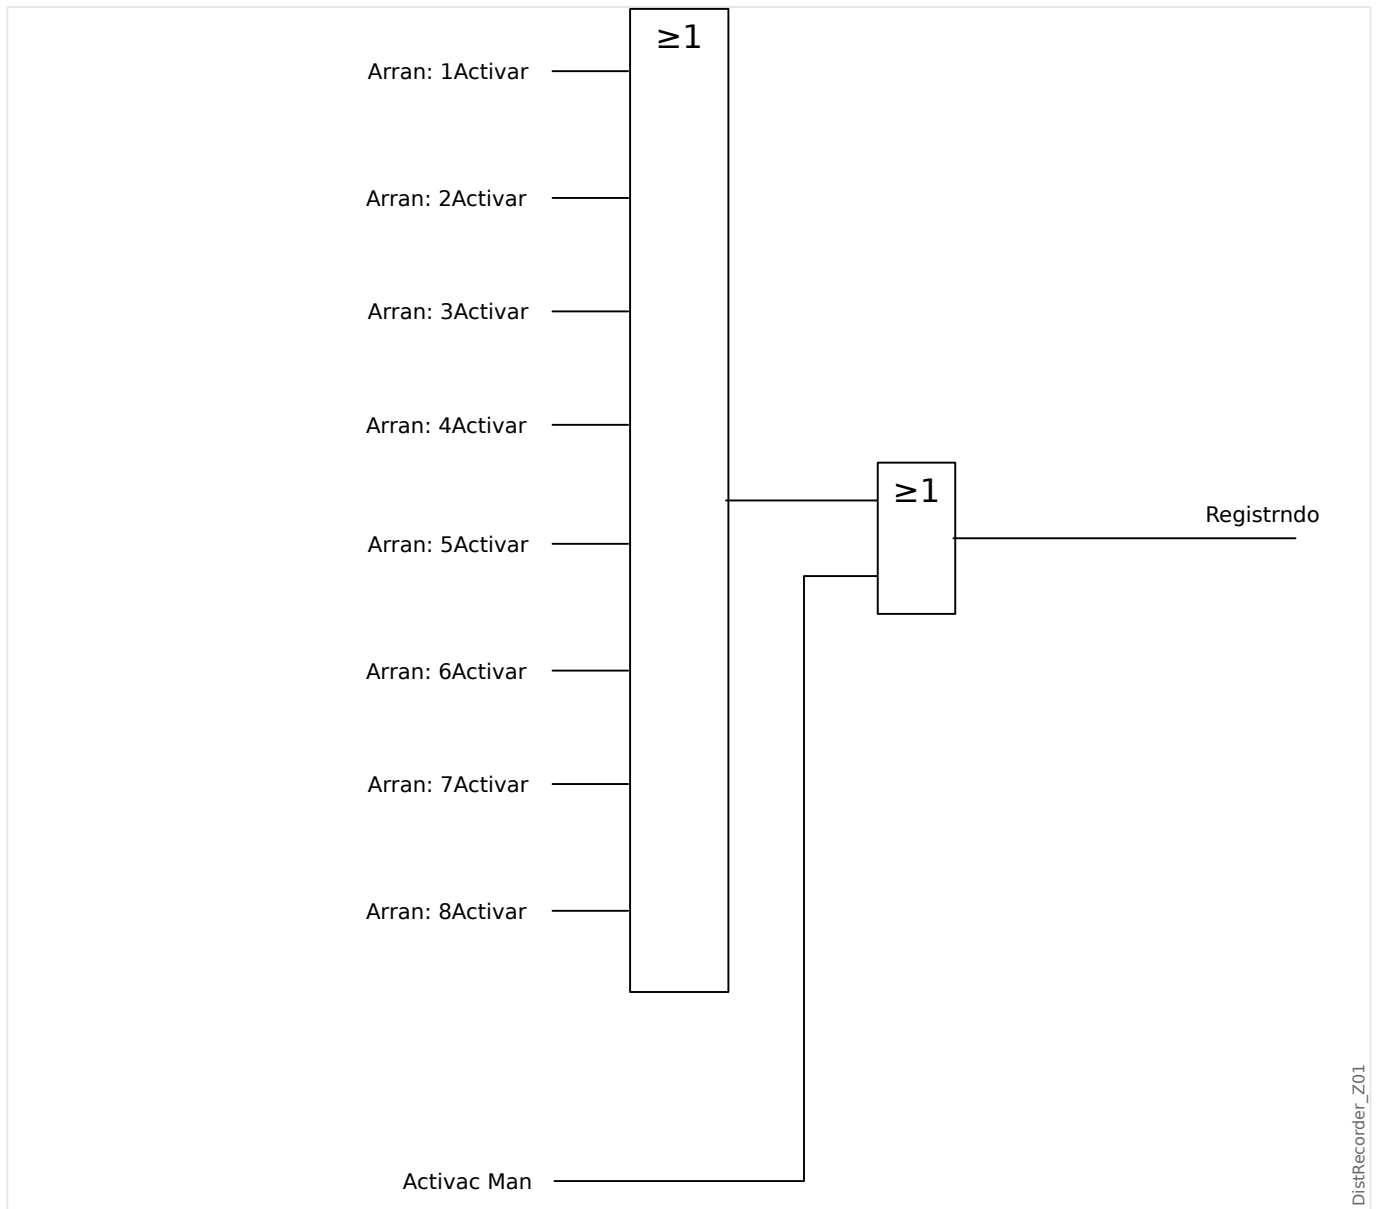 ≥1
Arran: 1Activar
Arran: 2Activar
Arran: 3Activar
Arran: 4Activar
≥1
Registrndo
Arran: 5Activar
Arran: 6Activar
Arran: 7Activar
Arran: 8Activar
Activac Man
DistRecorder_Z01